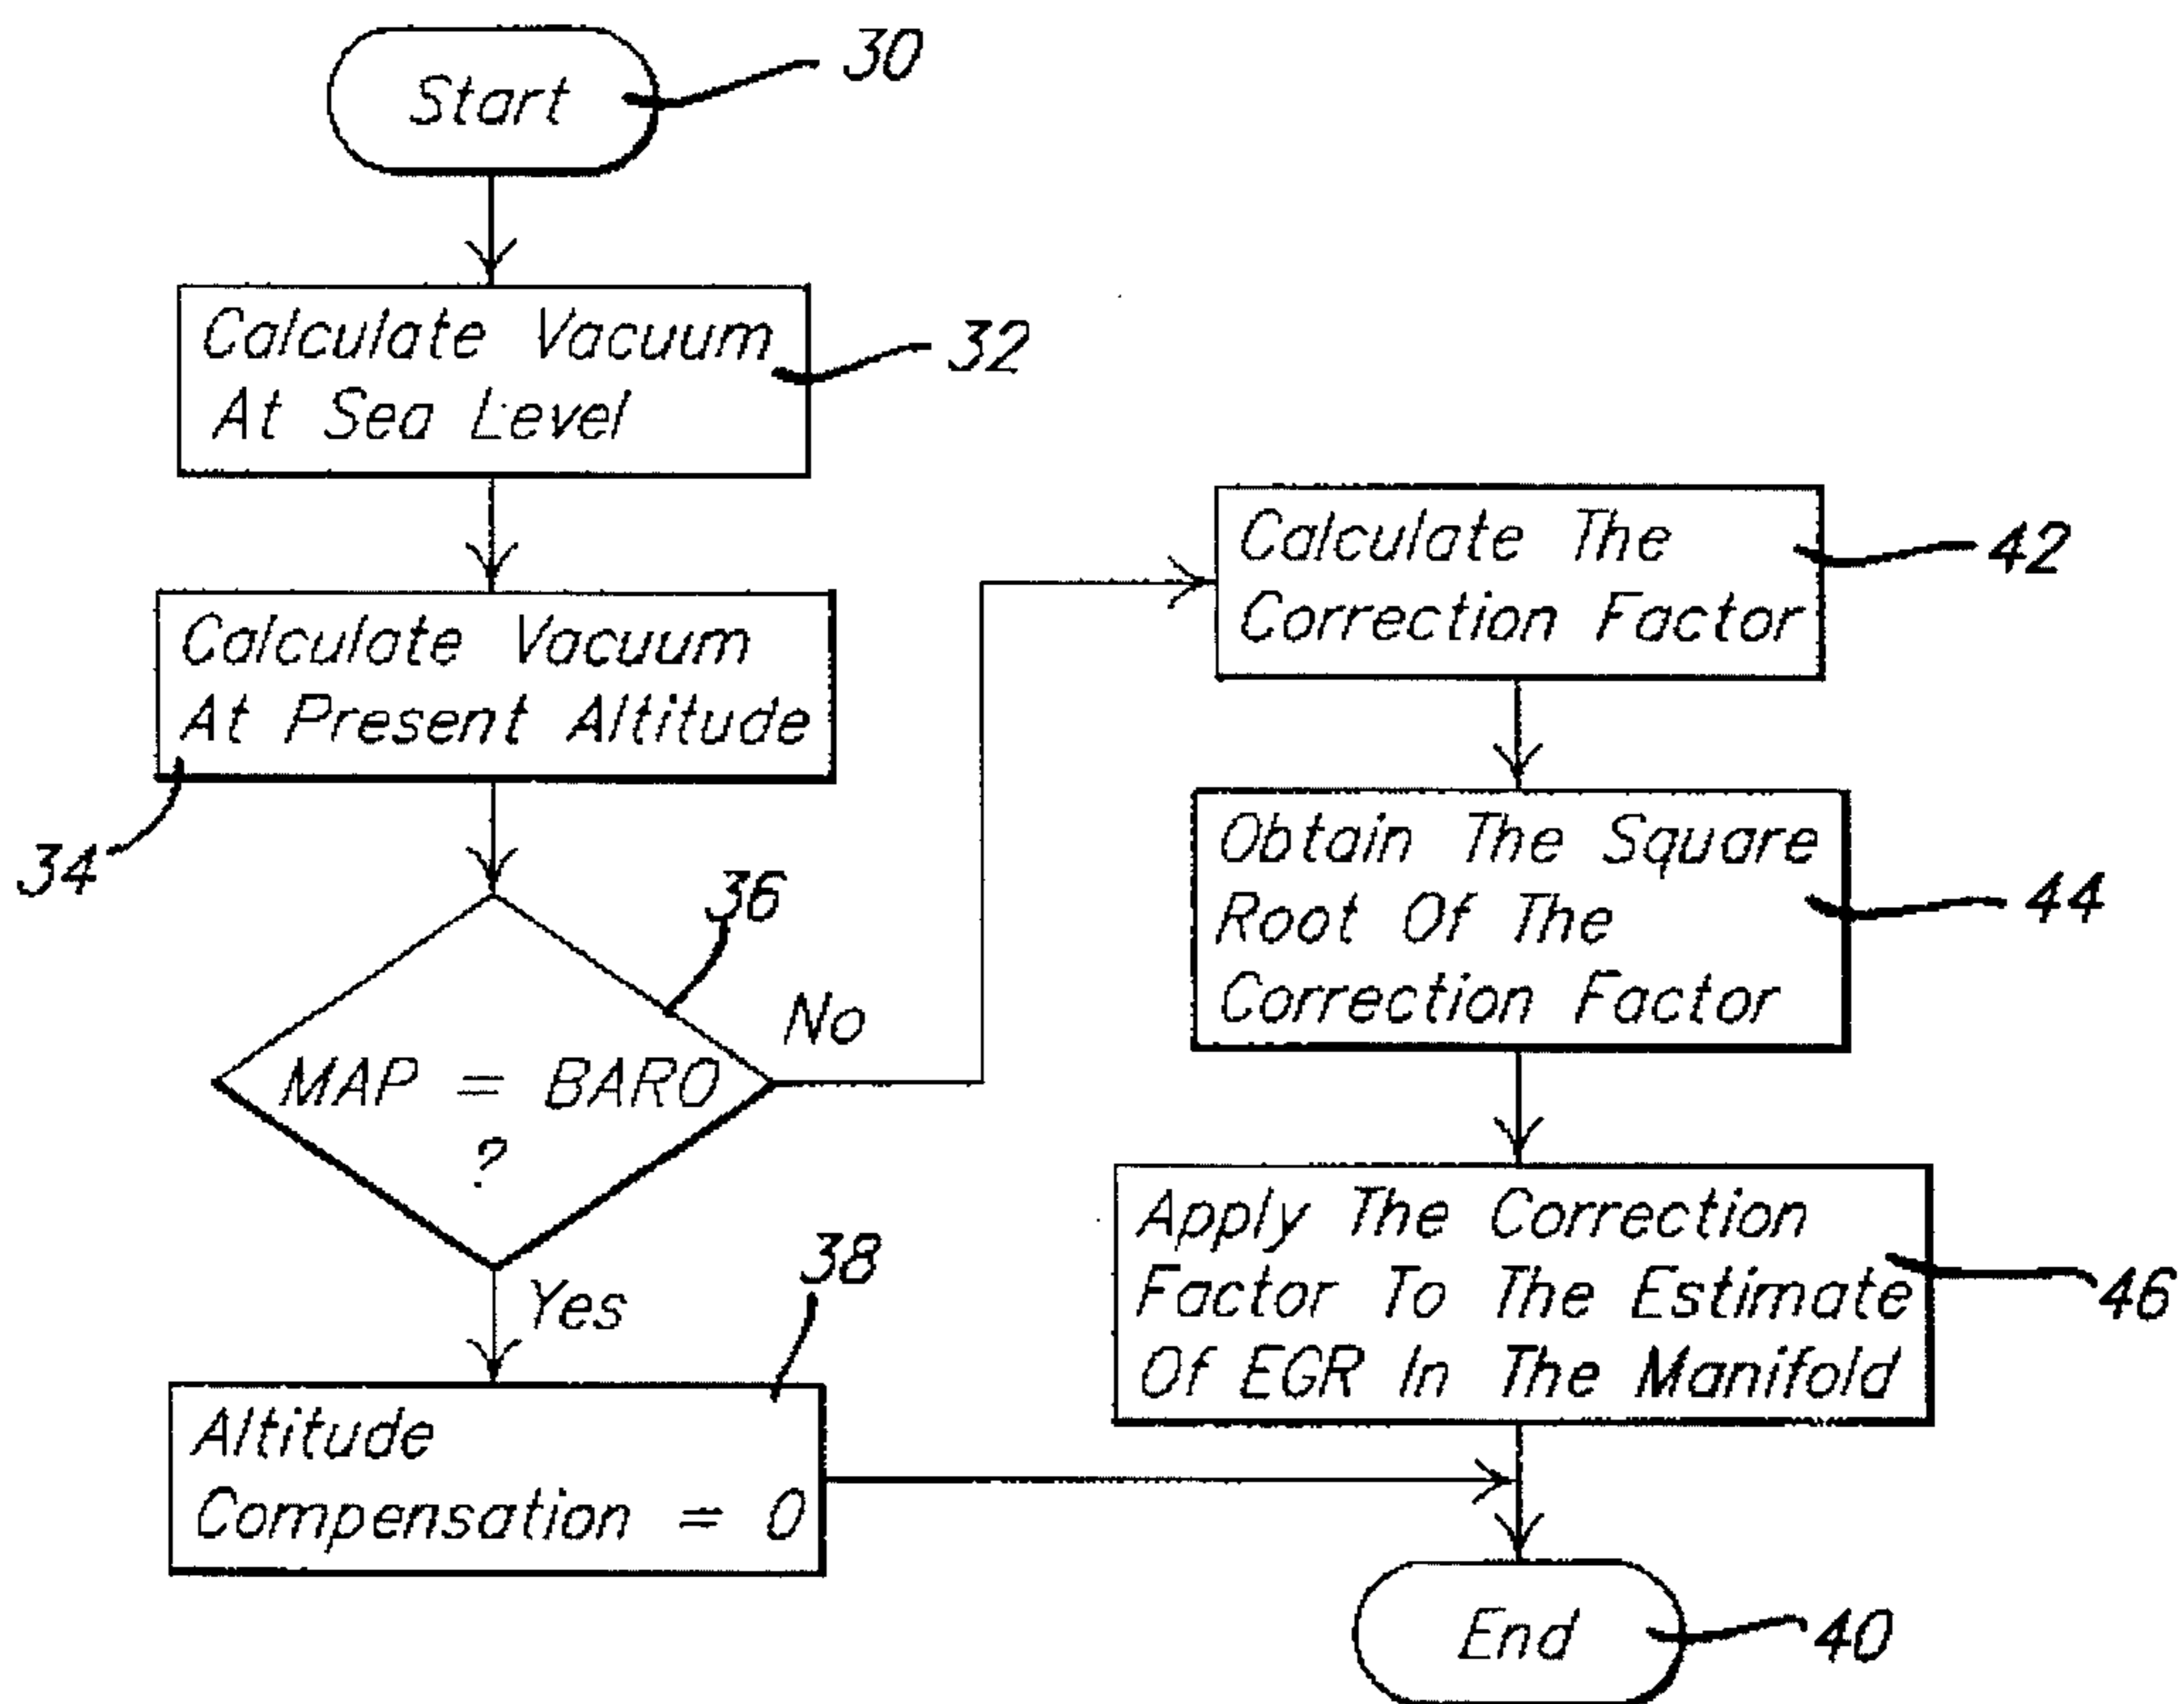 Start
30
Calculate Vacuum
At Sea Level
32
Calculate Vacuum
At Present Altitude
34
36
MAP = BARO
?
No
Yes
38
Altitude
Compensation = 0
Calculate The
Correction Factor
42
Obtain The Square
Root Of The
Correction Factor
44
Apply The Correction
Factor To The Estimate
Of EGR In The Manifold
46
End
40